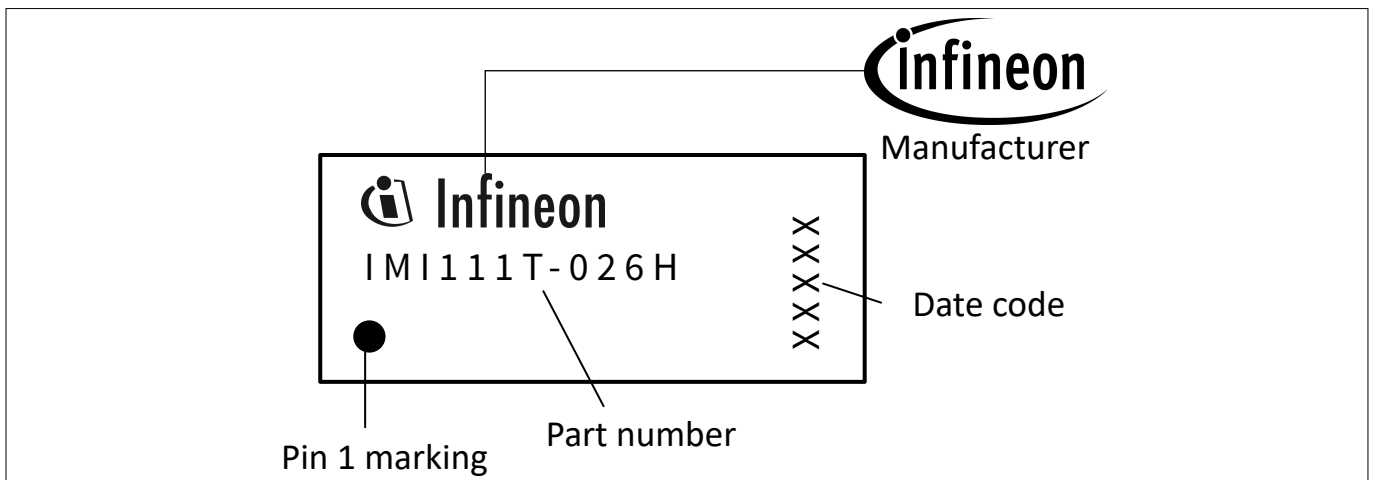 infineon
Manufacturer
Infineon
IMI111T-026H
XXXXX
Date code
Part number
Pin 1 marking